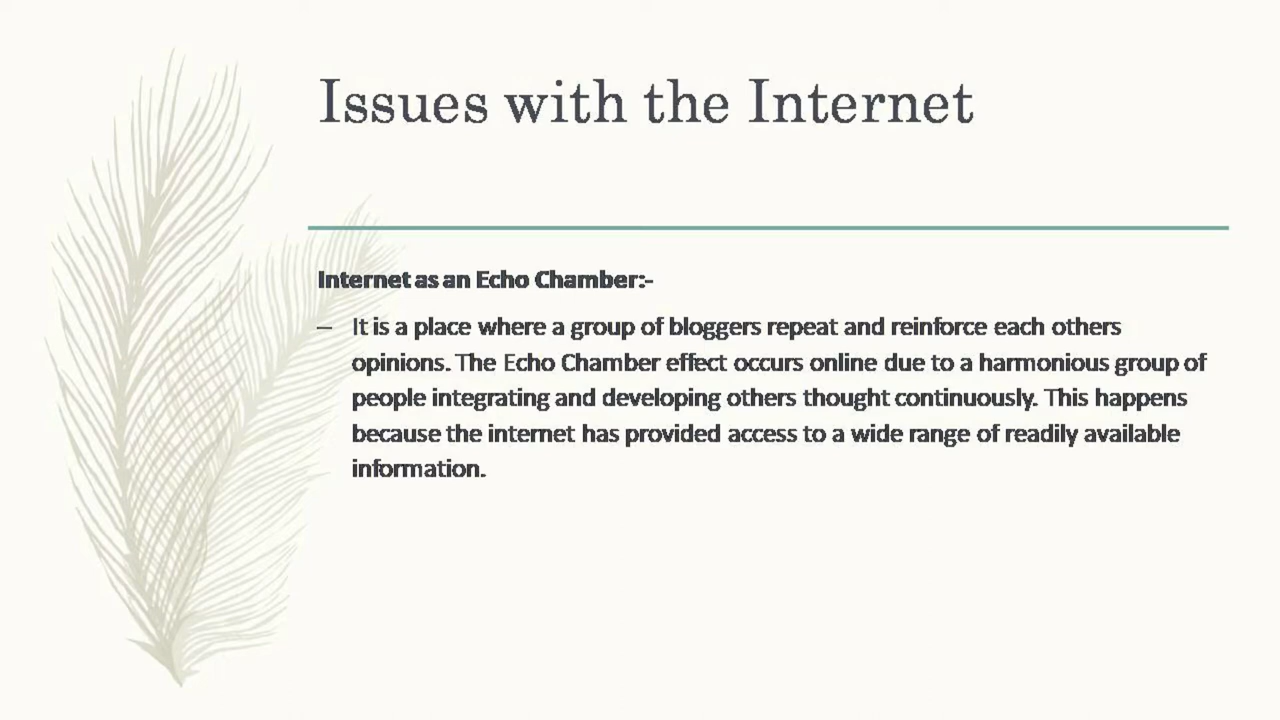 Issues with the Internet
Internet as an Echo Chamber:-
– It is a place where a group of bloggers repeat and reinforce each others
opinions. The Echo Chamber effect occurs online due to a harmonious group of
people integrating and developing others thought continuously. This happens
because the internet has provided access to a wide range of readily available
information.